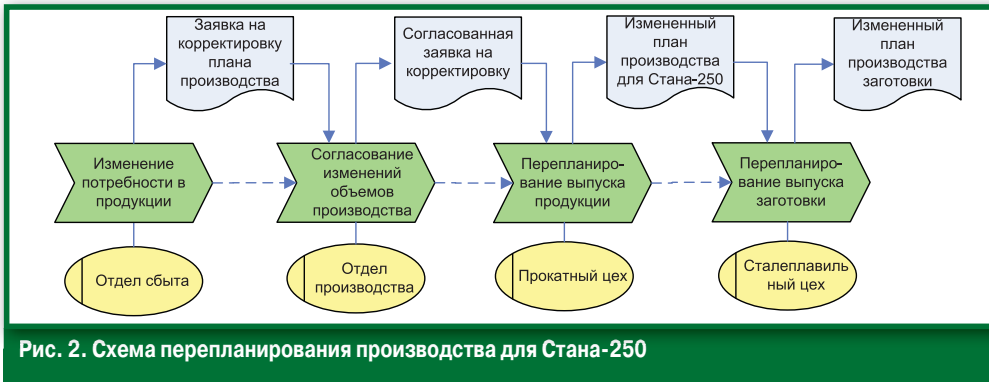 Заявка на
корректировку
плана
производства
Согласованная
заявка на
корректировку
Измененный
план
производства
для Стана-250
Измененный
план
производства
заготовки
Изменение
потребности в
продукции
Согласование
изменений
объемов
производства
Перепланиро-
вание выпуска
продукции
Перепланиро-
вание выпуска
заготовки
Отдел сбыта
Отдел
производства
Прокатный цех
Сталеплавиль
ный цех
Рис. 2. Схема перепланирования производства для Стана-250